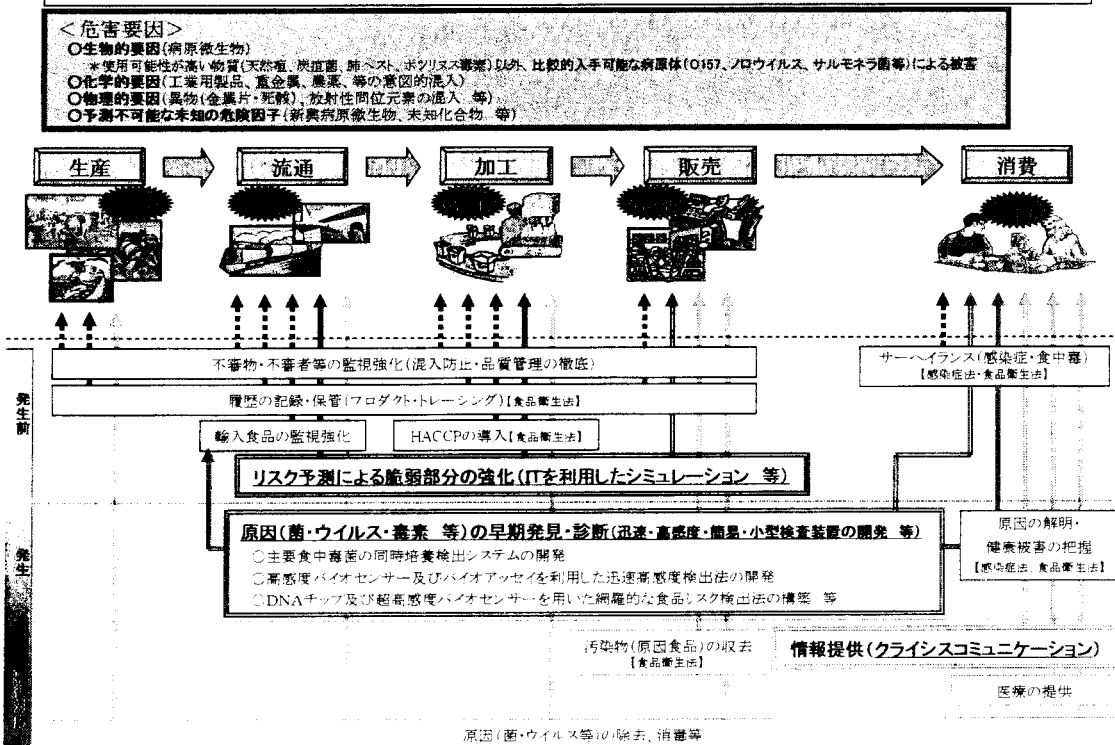 <危害要因>
○生物的要因(病原微生物)
*使用可能性が高い物質(天然痘、炭疽菌、肺ペスト、ボツリヌス毒素)以外、比較的入手可能な病原体(O157、ノロウイルス、サルモネラ菌等)による被害
○化学的要因(工業用製品、重金属、農薬、等の意図的混入)
○物理的要因(異物(金属片・死骸)、放射性同位元素の混入 等)
○予測不可能な未知の危険因子(新興病原微生物、未知化合物 等)
生産
流通
加工
販売
消費
発生前
不審物・不審者等の監視強化(混入防止・品質管理の徹底)
サーベイランス(感染症・食中毒)
【感染症法・食品衛生法】
履歴の記録・保管(プロダクト・トレーシング)【食品衛生法】
輸入食品の監視強化
HACCPの導入【食品衛生法】
リスク予測による脆弱部分の強化(ITを利用したシミュレーション 等)
発生
原因(菌・ウイルス・毒素 等)の早期発見・診断(迅速・高感度・簡易・小型検査装置の開発 等)
○主要食中毒菌の同時培養検出システムの開発
○高感度バイオセンサー及びバイオアッセイを利用した迅速高感度検出法の開発
○DNAチップ及び超高感度バイオセンサーを用いた網羅的な食品リスク検出法の構築 等
原因の解明・
健康被害の把握
【感染症法、食品衛生法】
汚染物(原因食品)の収去
【食品衛生法】
情報提供(クライシスコミュニケーション)
医療の提供
原因(菌・ウイルス等)の除去、消毒等